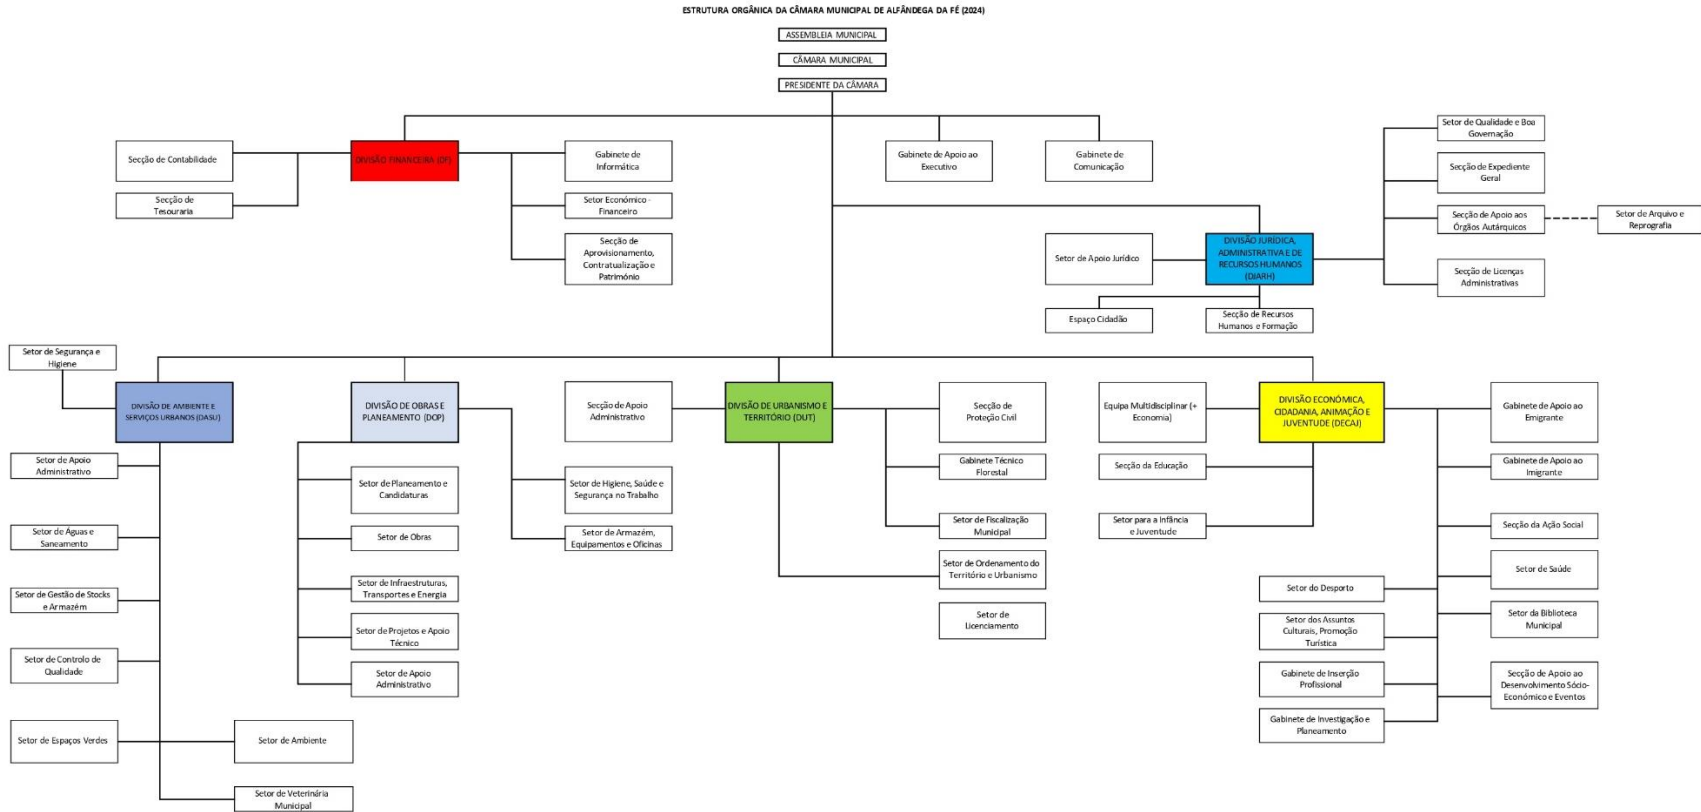 ESTRUTURA ORGÂNICA DA CÂMARA MUNICIPAL DE ALFÂNDEGA DA FÉ (2024)
ASSEMBLEIA MUNICIPAL
CÂMARA MUNICIPAL
PRESIDENTE DA CÂMARA
Secção de Contabilidade
DIVISÃO FINANCEIRA (DF)
Gabinete de
Informática
Gabinete de Apoio ao
Executivo
Gabinete de
Comunicação
Setor de Qualidade e Boa
Governação
Secção de Expediente
Geral
Secção de
Tesouraria
Setor Económico -
Financeiro
Secção de Apoio aos
Órgãos Autárquicos
Setor de Arquivo e
Reprografia
Secção de
Aprovisionamento,
Contratualização e
Património
Setor de Apoio Jurídico
DIVISÃO JURÍDICA,
ADMINISTRATIVA E DE
RECURSOS HUMANOS
(DJARH)
Secção de Licenças
Administrativas
Espaço Cidadão
Secção de Recursos
Humanos e Formação
Setor de Segurança e
Higiene
DIVISÃO DE AMBIENTE E
SERVIÇOS URBANOS (DASU)
DIVISÃO DE OBRAS E
PLANEAMENTO (DOP)
Secção de Apoio
Administrativo
DIVISÃO DE URBANISMO E
TERRITÓRIO (DUT)
Secção de
Proteção Civil
Equipa Multidisciplinar (+
Economia)
DIVISÃO ECONÓMICA,
CIDADANIA, ANIMAÇÃO E
JUVENTUDE (DECAJ)
Gabinete de Apoio ao
Emigrante
Setor de Apoio
Administrativo
Setor de Planeamento e
Candidaturas
Setor de Higiene, Saúde e
Segurança no Trabalho
Gabinete Técnico
Florestal
Secção da Educação
Gabinete de Apoio ao
Imigrante
Setor de Águas e
Saneamento
Setor de Obras
Setor de Armazém,
Equipamentos e Oficinas
Setor de Fiscalização
Municipal
Setor para a Infância
e Juventude
Secção da Ação Social
Setor de Ordenamento do
Território e Urbanismo
Setor de Saúde
Setor de Gestão de Stocks
e Armazém
Setor de Infraestruturas,
Transportes e Energia
Setor do Desporto
Setor de
Licenciamento
Setor da Biblioteca
Municipal
Setor de Projetos e Apoio
Técnico
Setor dos Assuntos
Culturais, Promoção
Turística
Setor de Controlo de
Qualidade
Setor de Apoio
Administrativo
Gabinete de Inserção
Profissional
Secção de Apoio ao
Desenvolvimento Sócio-
Económico e Eventos
Setor de Espaços Verdes
Setor de Ambiente
Gabinete de Investigação e
Planeamento
Setor de Veterinária
Municipal